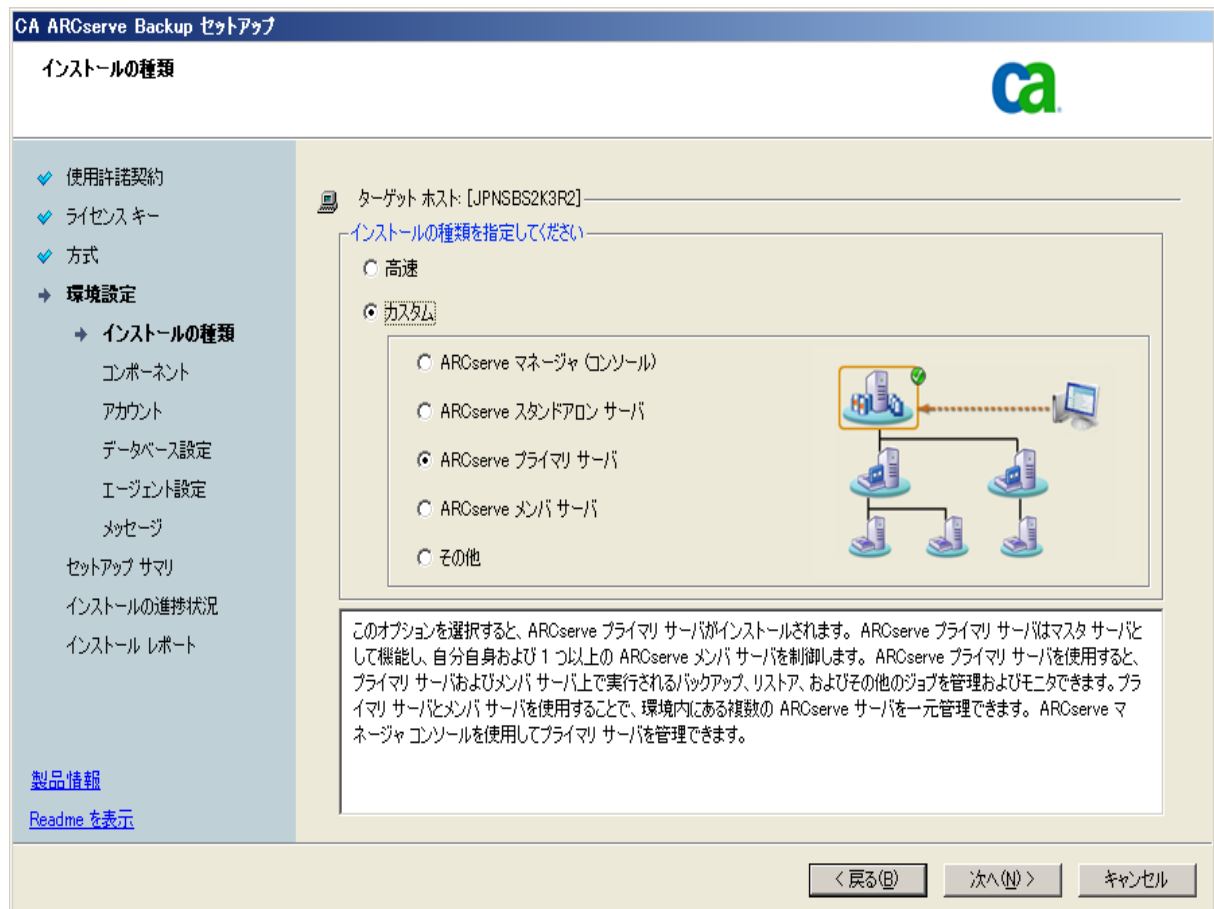 CA ARCserve Backup セットアップ
インストールの種類
ca
使用許諾契約
ライセンス キー
方式
環境設定
インストールの種類
コンポーネント
アカウント
データベース設定
エージェント設定
メッセージ
セットアップ サマリ
インストールの進捗状況
インストール レポート
製品情報
Readme を表示
ターゲット ホスト: [JPNSBS2K3R2]
インストールの種類を指定してください
高速
カスタム
ARCserve マネージャ (コンソール)
ARCserve スタンドアロン サーバ
ARCserve プライマリ サーバ
ARCserve メンバ サーバ
その他
このオプションを選択すると、ARCserve プライマリ サーバがインストールされます。ARCserve プライマリ サーバはマスタ サーバと
して機能し、自分自身および 1 つ以上の ARCserve メンバ サーバを制御します。ARCserve プライマリ サーバを使用すると、
プライマリ サーバおよびメンバ サーバ上で実行されるバックアップ、リストア、およびその他のジョブを管理およびモニタできます。プラ
イマリ サーバとメンバ サーバを使用することで、環境内にある複数の ARCserve サーバを一元管理できます。ARCserve マ
ネージャ コンソールを使用してプライマリ サーバを管理できます。
< 戻る(B)
次へ(N) >
キャンセル